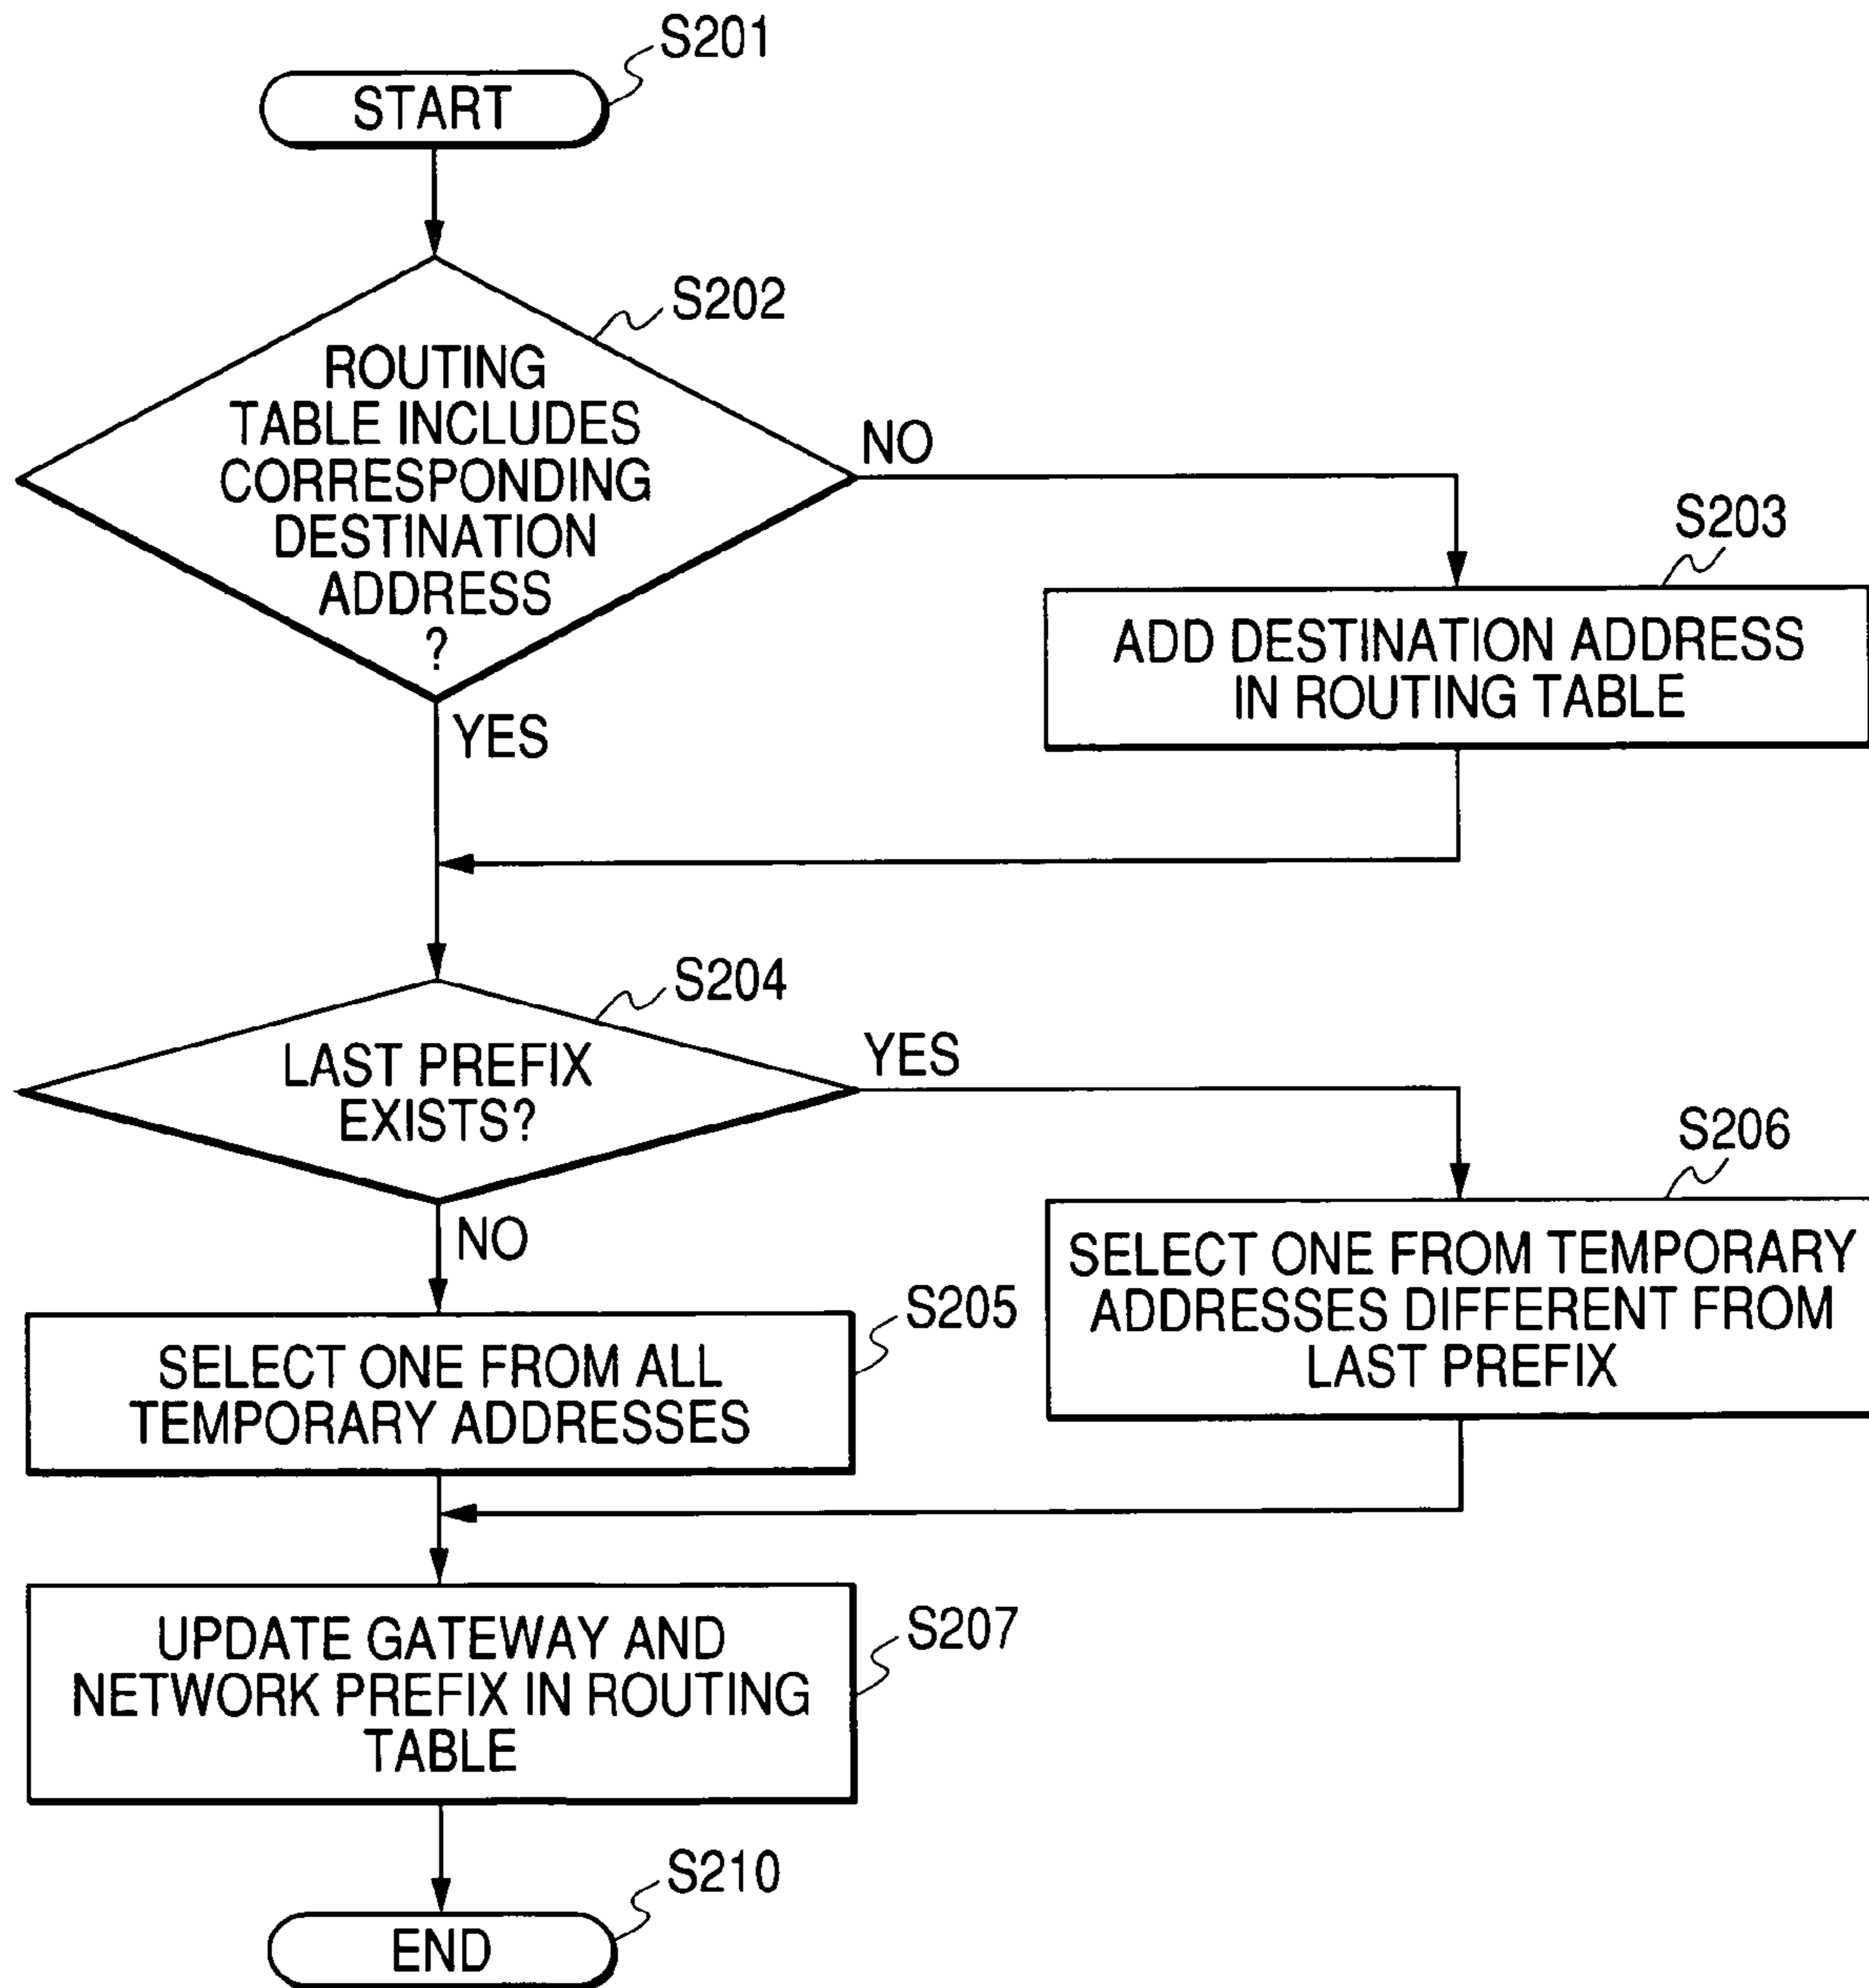 S201
START
S202
ROUTING
TABLE INCLUDES
CORRESPONDING
DESTINATION
ADDRESS
?
NO
YES
S203
ADD DESTINATION ADDRESS
IN ROUTING TABLE
S204
LAST PREFIX
EXISTS?
YES
NO
S206
SELECT ONE FROM TEMPORARY
ADDRESSES DIFFERENT FROM
LAST PREFIX
S205
SELECT ONE FROM ALL
TEMPORARY ADDRESSES
S207
UPDATE GATEWAY AND
NETWORK PREFIX IN ROUTING
TABLE
S210
END